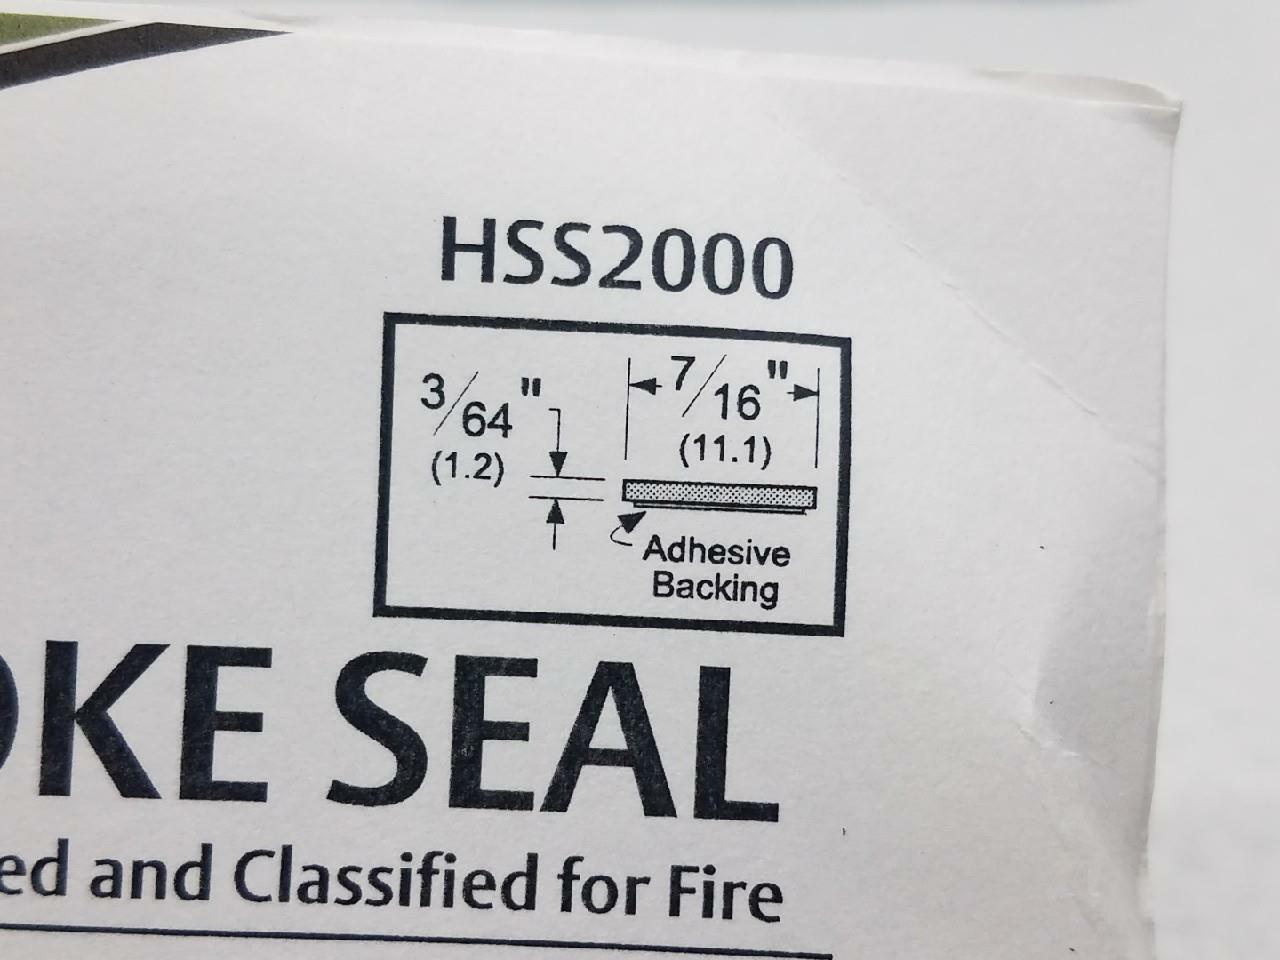 HSS2000
3/64"
(1.2)
7/16"
(11.1)
Adhesive
Backing
OKE SEAL
ed and Classified for Fire